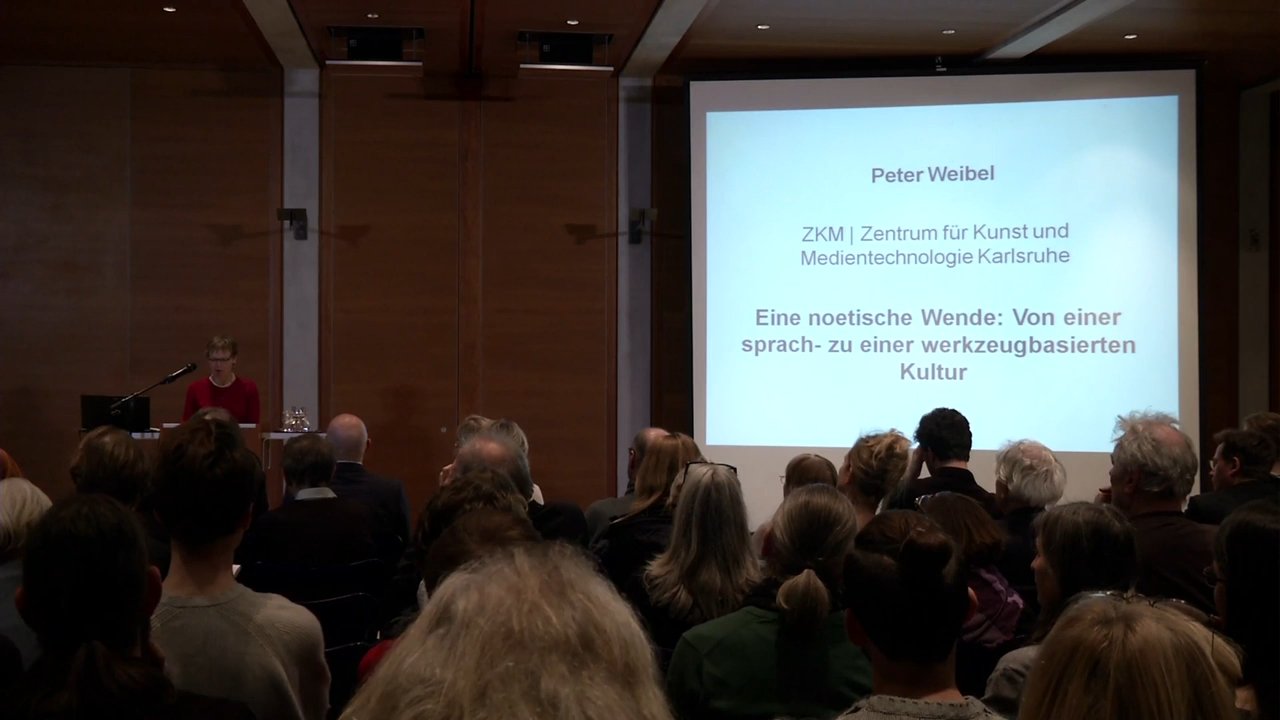 Peter Weibel
ZKM | Zentrum für Kunst und
Medientechnologie Karlsruhe
Eine noetische Wende: Von einer
sprach- zu einer werkzeugbasierten
Kultur